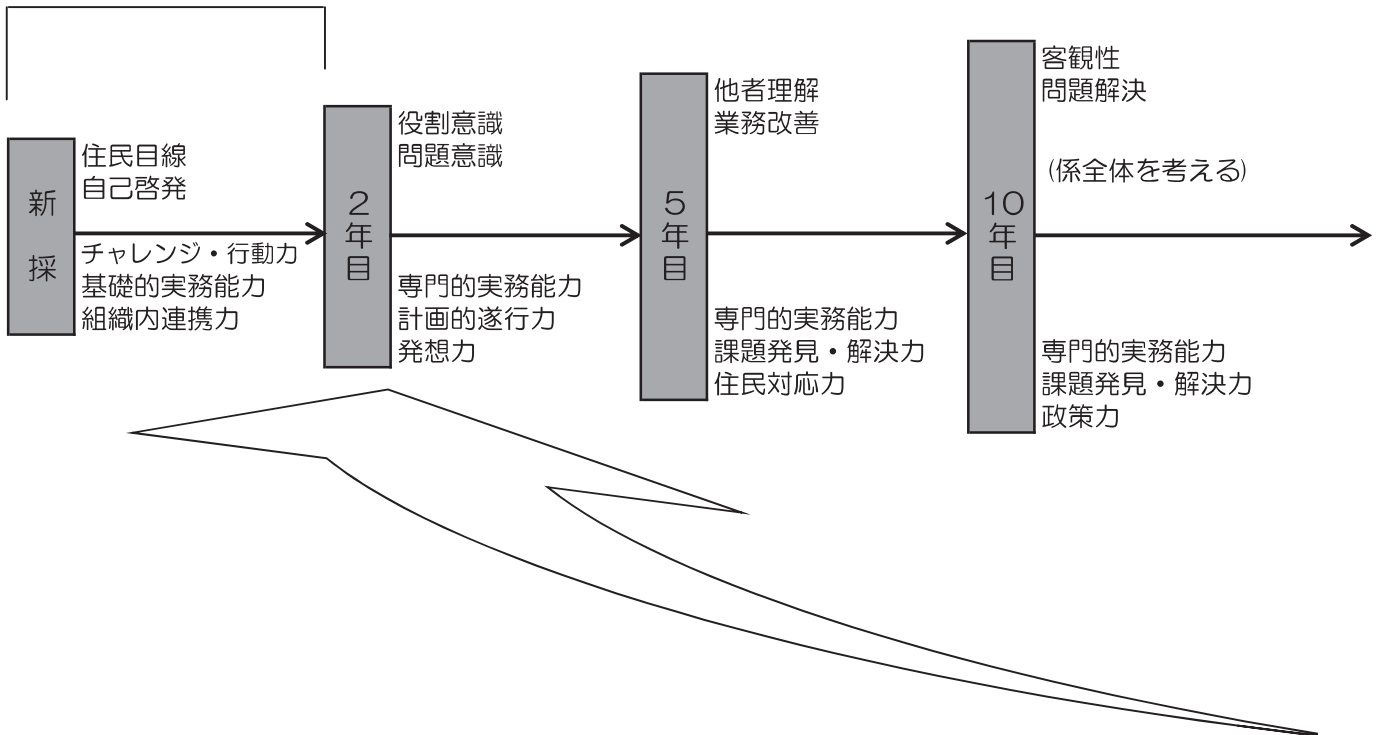 新採
住民目線
自己啓発
チャレンジ・行動力
基礎的実務能力
組織内連携力
2年目
役割意識
問題意識
専門的実務能力
計画的遂行力
発想力
5年目
他者理解
業務改善
専門的実務能力
課題発見・解決力
住民対応力
10年目
客観性
問題解決
(係全体を考える)
専門的実務能力
課題発見・解決力
政策力